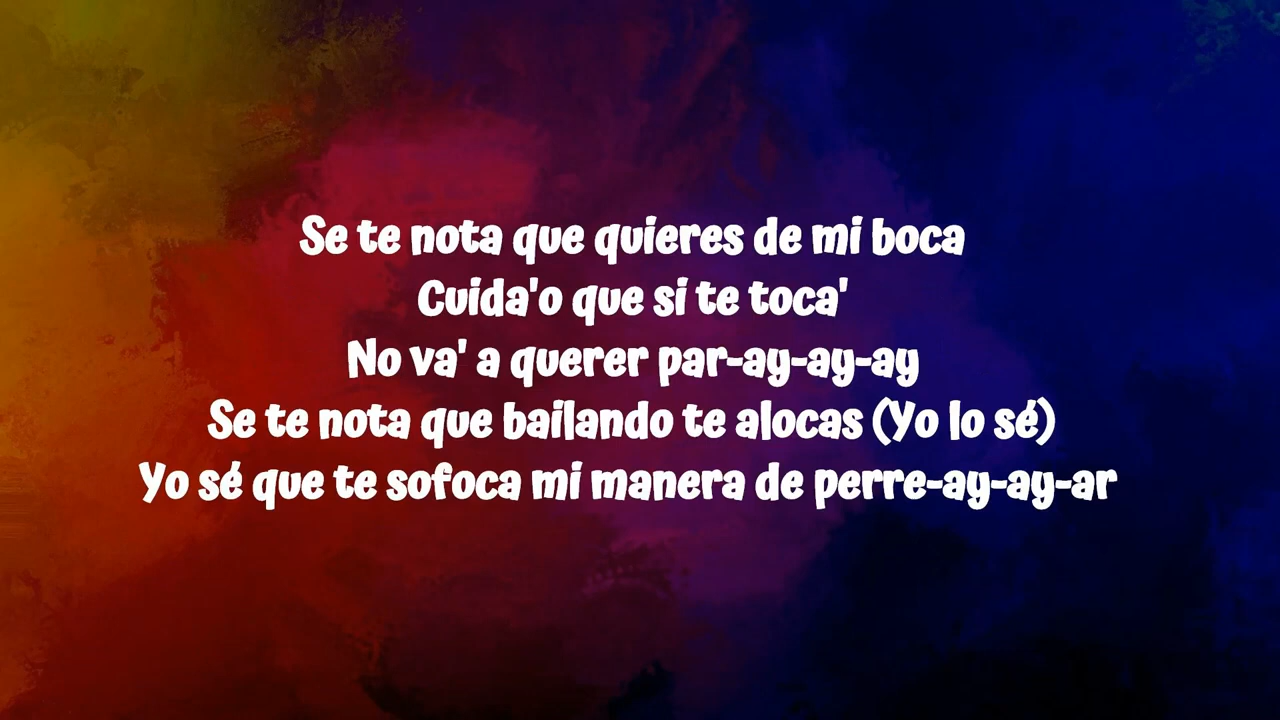 Se te nota que quieres de mi boca
Cuida'o que si te toca'
No va' a querer par-ay-ay-ay
Se te nota que bailando te alocas (Yo lo sé)
Yo sé que te sofoca mi manera de perre-ay-ay-ar